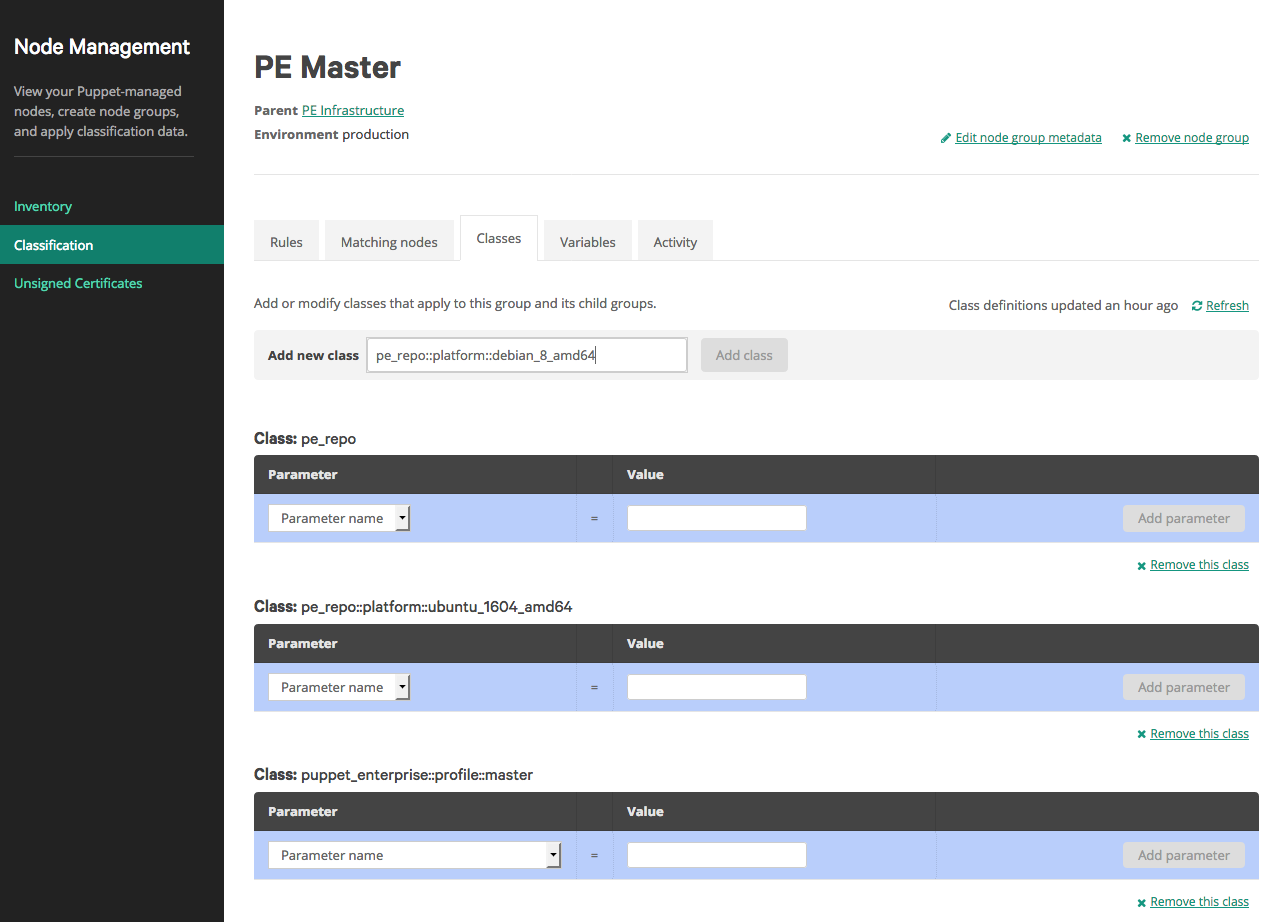 Node Management
View your Puppet-managed
nodes, create node groups,
and apply classification data.
Inventory
Classification
Unsigned Certificates
PE Master
Parent PE Infrastructure
Environment production
Edit node group metadata Remove node group
Rules Matching nodes Classes Variables Activity
Add or modify classes that apply to this group and its child groups.
Class definitions updated an hour ago Refresh
Add new class pe_repo::platform::debian_8_amd64 Add class
Class: pe_repo
Parameter Value
Parameter name = Add parameter
Remove this class
Class: pe_repo::platform::ubuntu_1604_amd64
Parameter Value
Parameter name = Add parameter
Remove this class
Class: puppet_enterprise::profile::master
Parameter Value
Parameter name = Add parameter
Remove this class